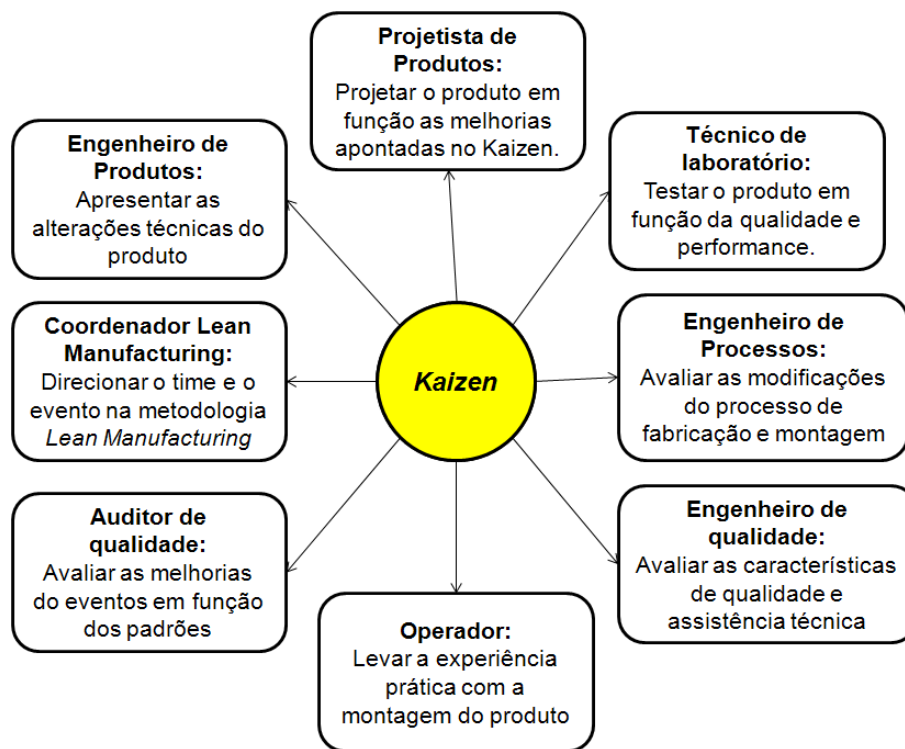 Projetista de
Produtos:
Projetar o produto em
função as melhorias
apontadas no Kaizen.
Engenheiro de
Produtos:
Apresentar as
alterações técnicas do
produto
Técnico de
laboratório:
Testar o produto em
função da qualidade e
performance.
Coordenador Lean
Manufacturing:
Direcionar o time e o
evento na metodologia
Lean Manufacturing
Kaizen
Engenheiro de
Processos:
Avaliar as modificações
do processo de
fabricação e montagem
Auditor de
qualidade:
Avaliar as melhorias
do eventos em função
dos padrões
Engenheiro de
qualidade:
Avaliar as características
de qualidade e
assistência técnica
Operador:
Levar a experiência
prática com a
montagem do produto